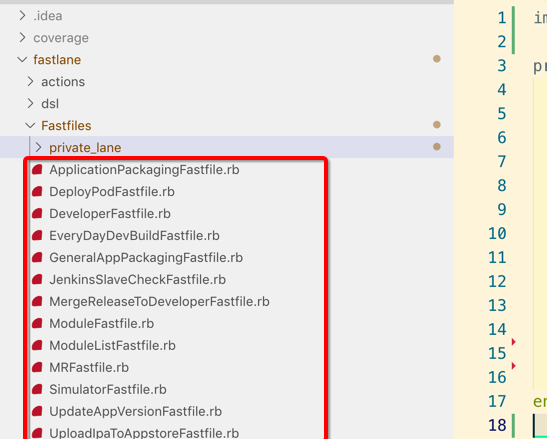 .idea
coverage
fastlane
actions
dsl
Fastfiles
private_lane
ApplicationPackagingFastfile.rb
DeployPodFastfile.rb
DeveloperFastfile.rb
EveryDayDevBuildFastfile.rb
GeneralAppPackagingFastfile.rb
JenkinsSlaveCheckFastfile.rb
MergeReleaseToDeveloperFastfile.rb
ModuleFastfile.rb
ModuleListFastfile.rb
MRFastfile.rb
SimulatorFastfile.rb
UpdateAppVersionFastfile.rb
UploadIpaToAppstoreFastfile.rb
1
2
3 pr
4
5
6
7
8
9
10
11
12
13
14
15
16
17 en
18